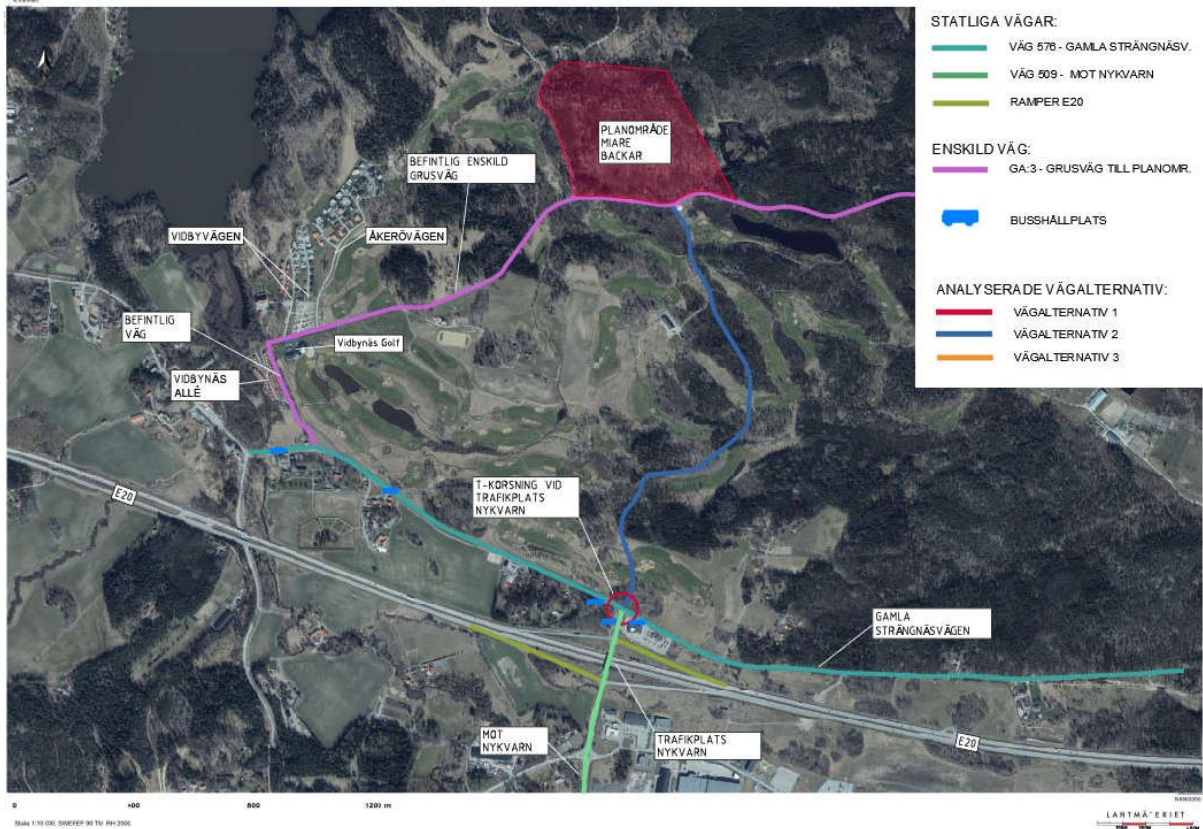 STATLIGA VÄGAR:
VÄG 576 - GAMLA STRÄNGNÄSV.
VÄG 509 - MOT NYKVARN
RAMPER E20
ENSKILD VÄG:
GA:3 - GRUSVÄG TILL PLANOMR.
BUSSHÅLLPLATS
ANALYSERADE VÄGALTERNATIV:
VÄGALTERNATIV 1
VÄGALTERNATIV 2
VÄGALTERNATIV 3
PLANOMRÅDE
MIARE
BACKAR
BEFINTLIG ENSKILD
GRUSVÄG
VIDBYVÄGEN
ÅKERÖVÄGEN
BEFINTLIG
VÄG
Vidbynäs Golf
VIDBYNÄS
ALLÉ
E20
T-KORSNING VID
TRAFIKPLATS
NYKVARN
GAMLA
STRÄNGNÄSVÄGEN
MOT
NYKVARN
TRAFIKPLATS
NYKVARN
E20
0 400 800 1200 m
LANTMÄTERIET